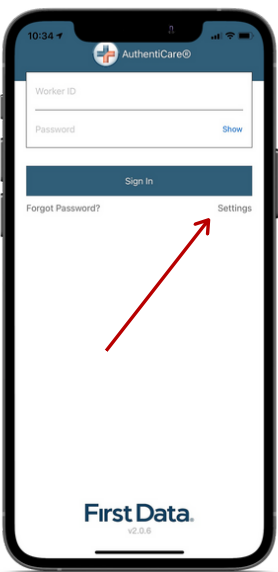 10:34
AuthentiCare®
Worker ID
Password Show
Sign In
Forgot Password? Settings
First Data.
v2.0.6